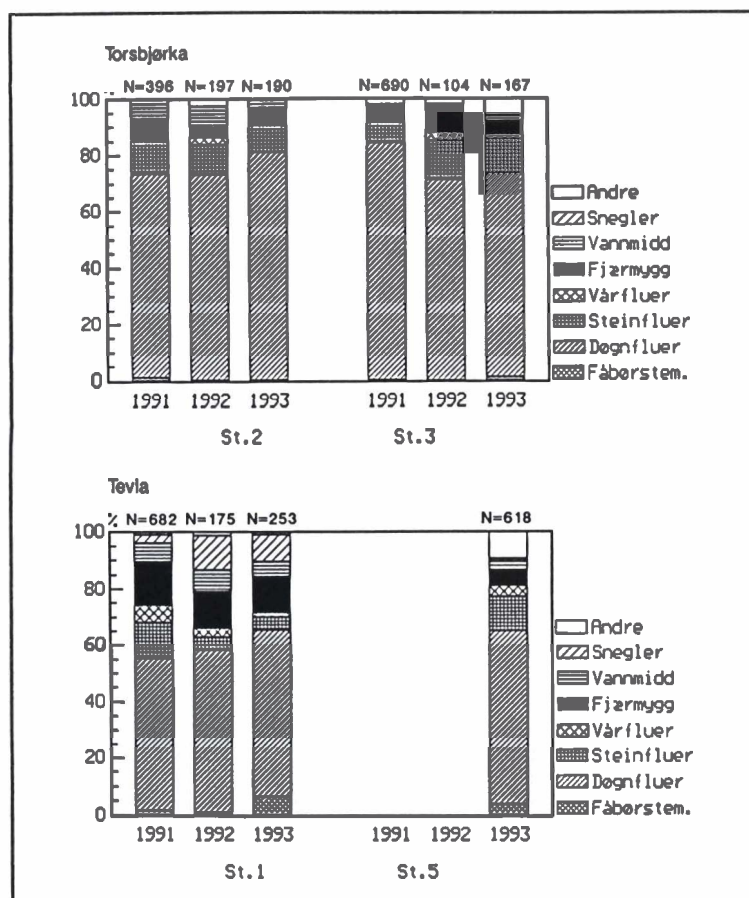 Torsbjørka
% N=396 N=197 N=190 N=690 N=104 N=167
100
80
60
40
20
0
Andre
Snegler
Vannmidd
Fjærmygg
Vårfluer
Steinfluer
Døgnfluer
Fåbørstem.
1991 1992 1993 1991 1992 1993
St.2 St.3
Tevla
% N=682 N=175 N=253 N=618
100
80
60
40
20
0
Andre
Snegler
Vannmidd
Fjærmygg
Vårfluer
Steinfluer
Døgnfluer
Fåbørstem.
1991 1992 1993 1991 1992 1993
St.1 St.5